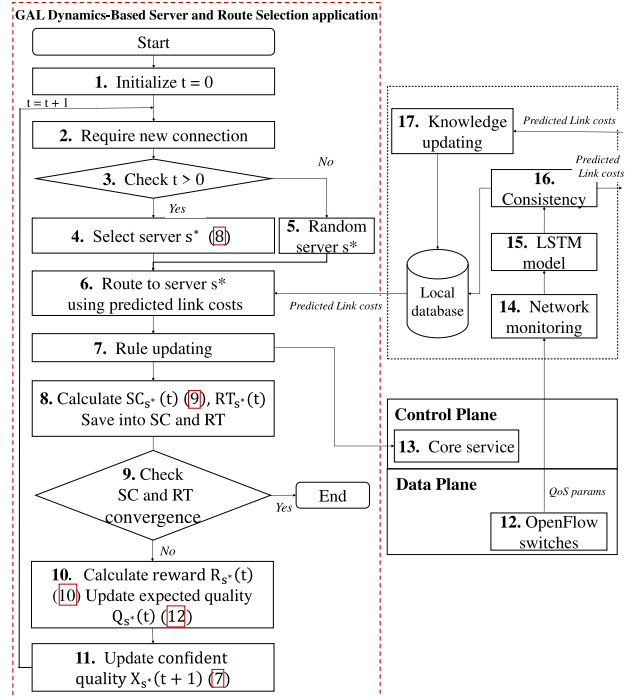 GAL Dynamics-Based Server and Route Selection application
Start
1. Initialize t = 0
t = t + 1
2. Require new connection
3. Check t > 0
No
Yes
4. Select server s* (8)
5. Random
server s*
6. Route to server s*
using predicted link costs
Predicted Link costs
7. Rule updating
8. Calculate SCs*(t) (9), RTs*(t)
Save into SC and RT
9. Check
SC and RT
convergence
Yes
End
No
10. Calculate reward Rs*(t)
(10) Update expected quality
Qs*(t) (12)
11. Update confident
quality Xs*(t + 1) (7)
17. Knowledge
updating
Predicted Link costs
Predicted
Link costs
16.
Consistency
15. LSTM
model
Local
database
14. Network
monitoring
Control Plane
13. Core service
Data Plane
QoS params
12. OpenFlow
switches